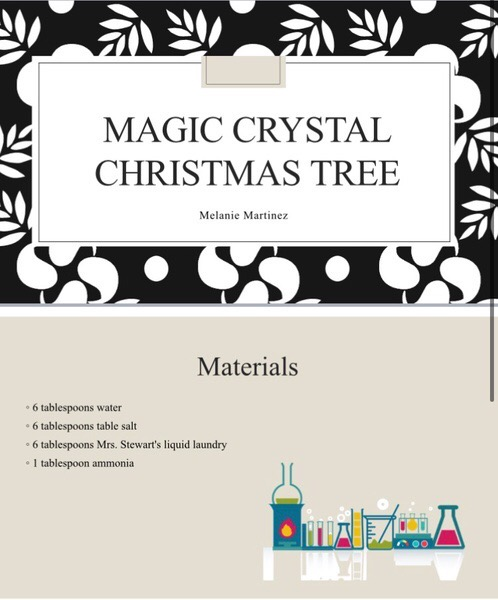 MAGIC CRYSTAL
CHRISTMAS TREE
Melanie Martinez
Materials
◦ 6 tablespoons water
◦ 6 tablespoons table salt
◦ 6 tablespoons Mrs. Stewart's liquid laundry
◦ 1 tablespoon ammonia